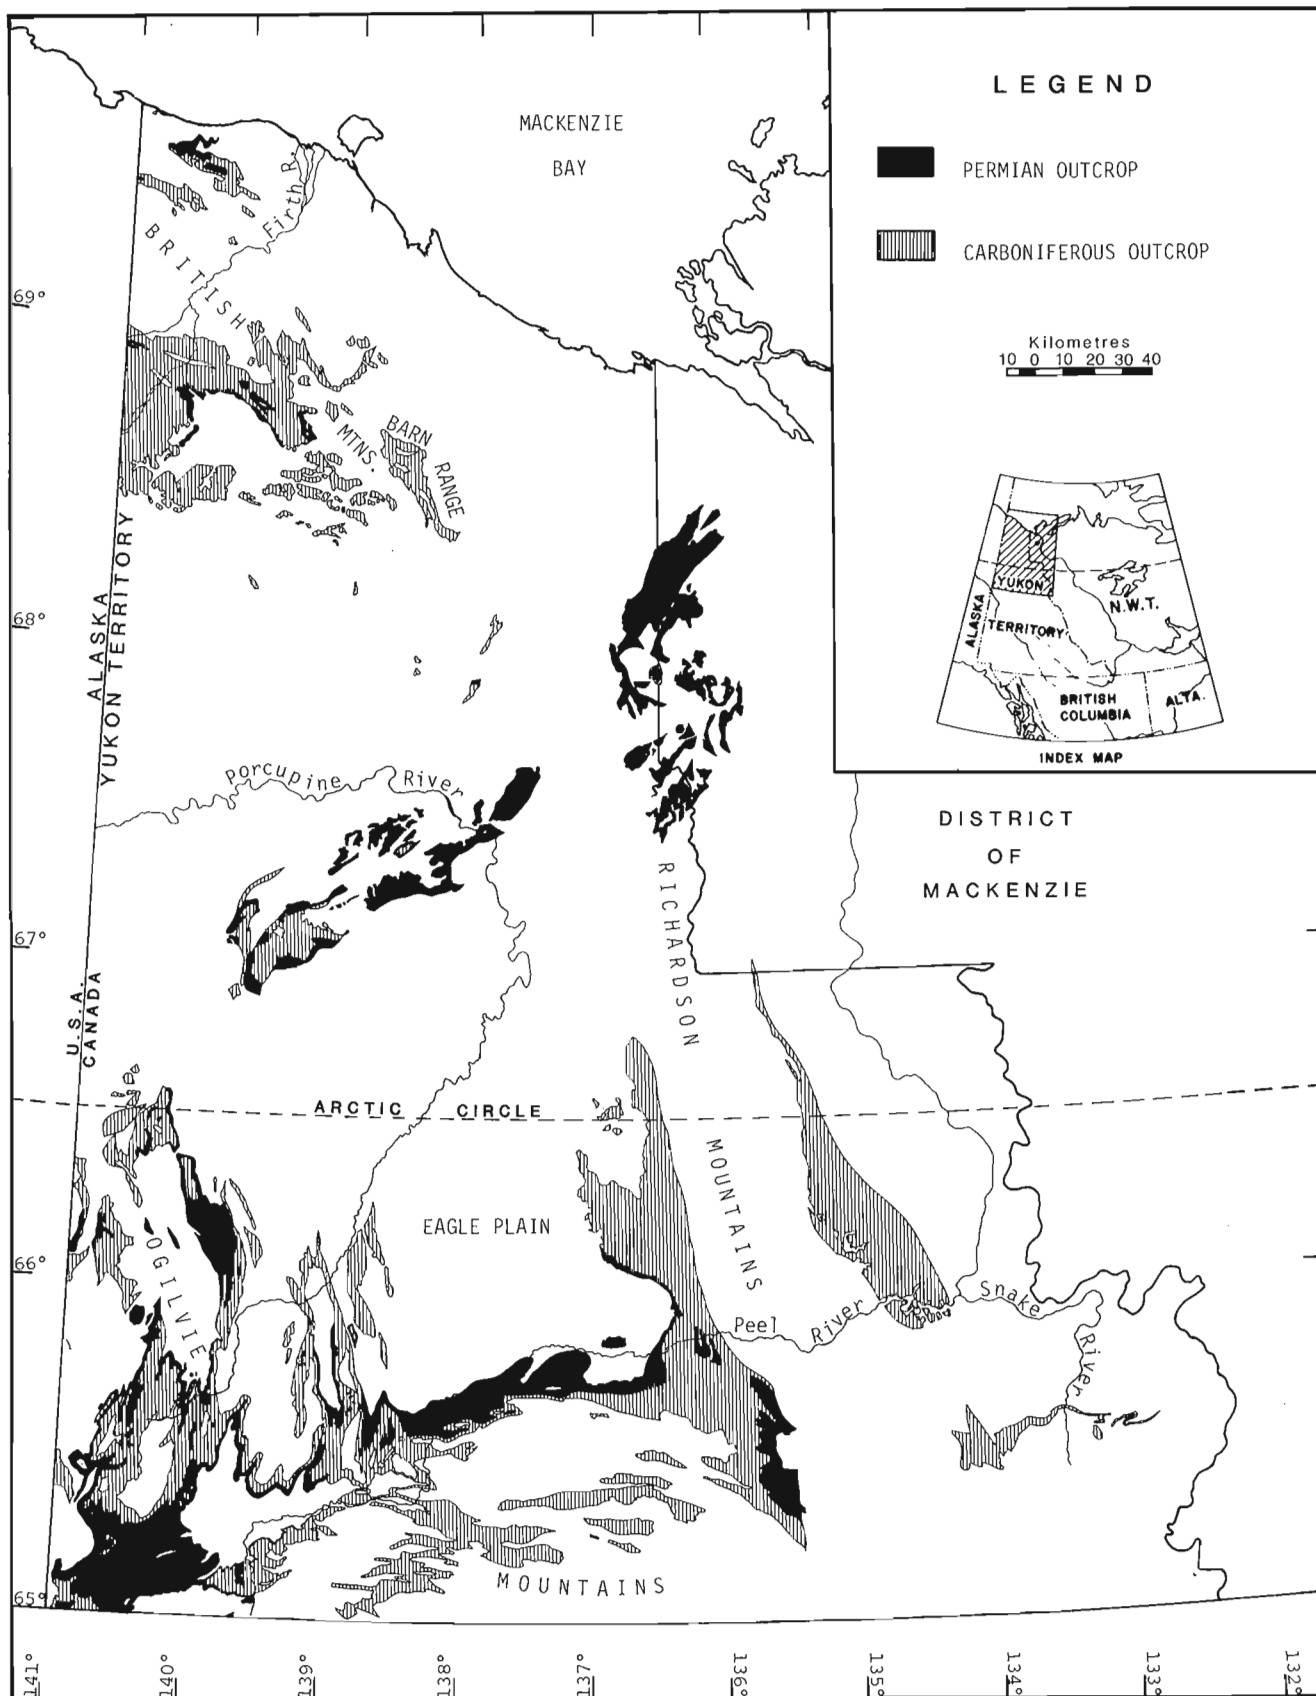 LEGEND
PERMIAN OUTCROP
CARBONIFEROUS OUTCROP
Kilometres
10 0 10 20 30 40
YUKON
N.W.T.
ALASKA
TERRITORY
BRITISH
COLUMBIA
ALTA.
INDEX MAP
MACKENZIE
BAY
Firth R.
BRITISH
MTNS.
BARN
RANGE
69°
68°
67°
66°
65°
ALASKA
YUKON TERRITORY
Porcupine River
DISTRICT
OF
MACKENZIE
RICHARDSON
MOUNTAINS
U.S.A.
CANADA
ARCTIC CIRCLE
EAGLE PLAIN
OGILVIE
MOUNTAINS
Peel River
Snake
River
141°
140°
139°
138°
137°
136°
135°
134°
133°
132°